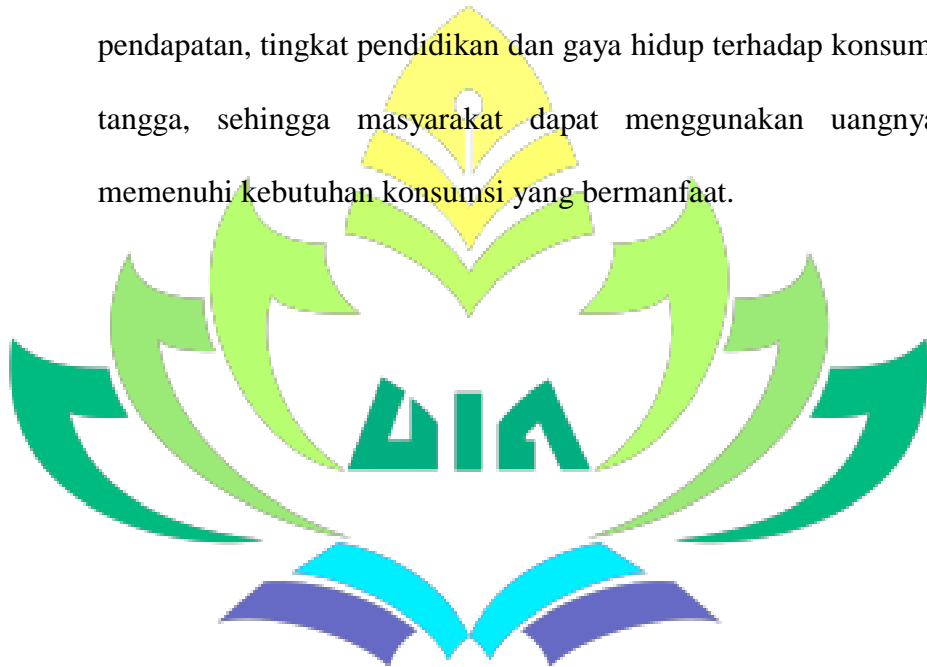 pendapatan, tingkat pendidikan dan gaya hidup terhadap konsum
tangga, sehingga masyarakat dapat menggunakan uangnya
memenuhi kebutuhan konsumsi yang bermanfaat.
UIN